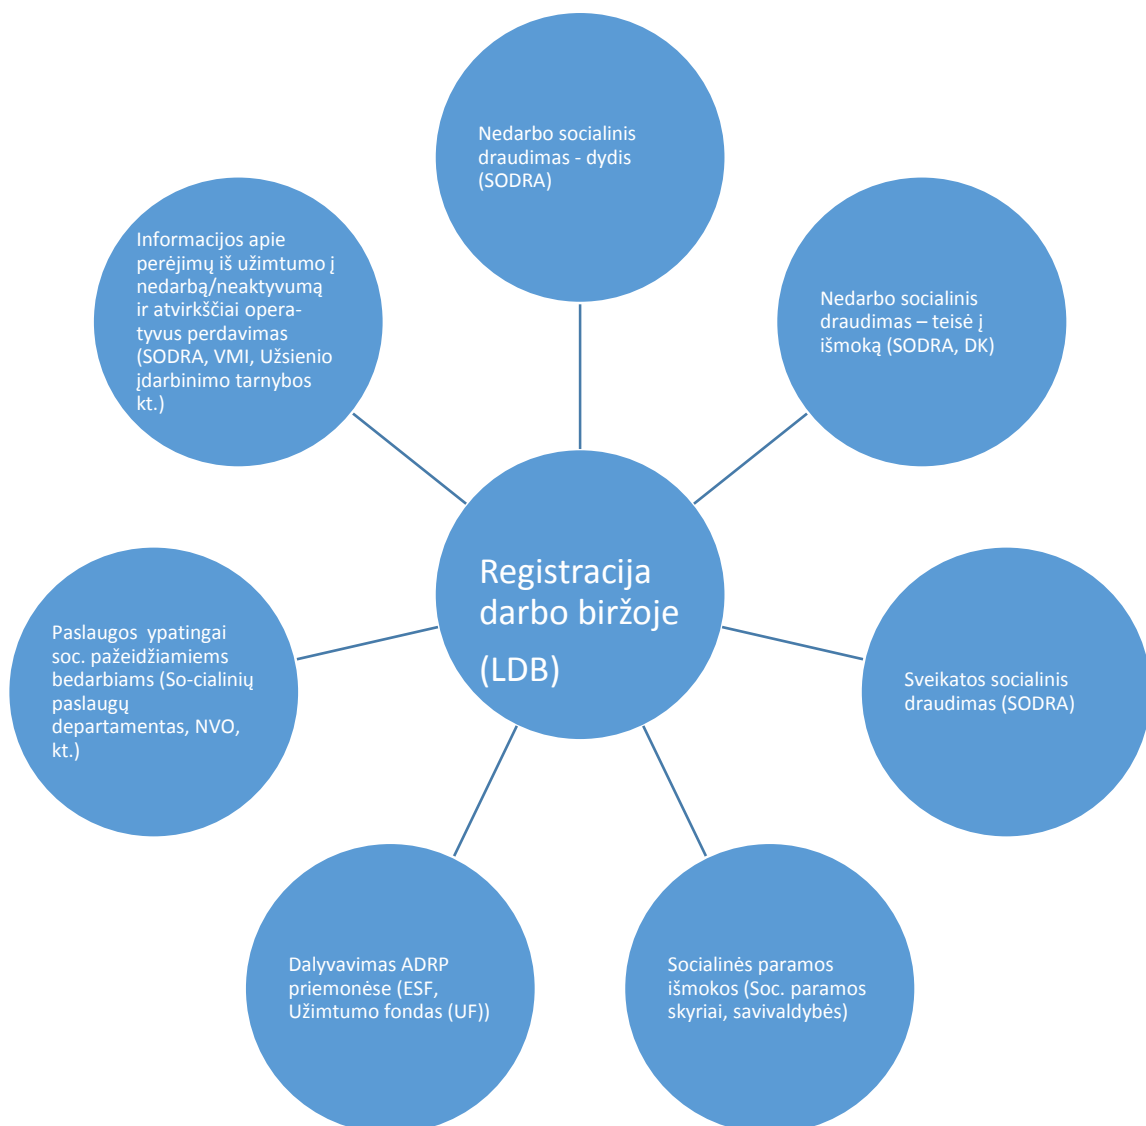 Nedarbo socialinis
draudimas - dydis
(SODRA)
Nedarbo socialinis
draudimas – teisė į
išmoką (SODRA, DK)
Sveikatos socialinis
draudimas (SODRA)
Socialinės paramos
išmokos (Soc. paramos
skyriai, savivaldybės)
Dalyvavimas ADRP
priemonėse (ESF,
Užimtumo fondas (UF))
Paslaugos  ypatingai
soc. pažeidžiamiems
bedarbiams (So-cialinių
paslaugų
departamentas, NVO,
kt.)
Informacijos apie
perėjimų iš užimtumo į
nedarbą/neaktyvumą
ir atvirkščiai opera-
tyvus perdavimas
(SODRA, VMI, Užsienio
įdarbinimo tarnybos
kt.)
Registracija
darbo biržoje
(LDB)